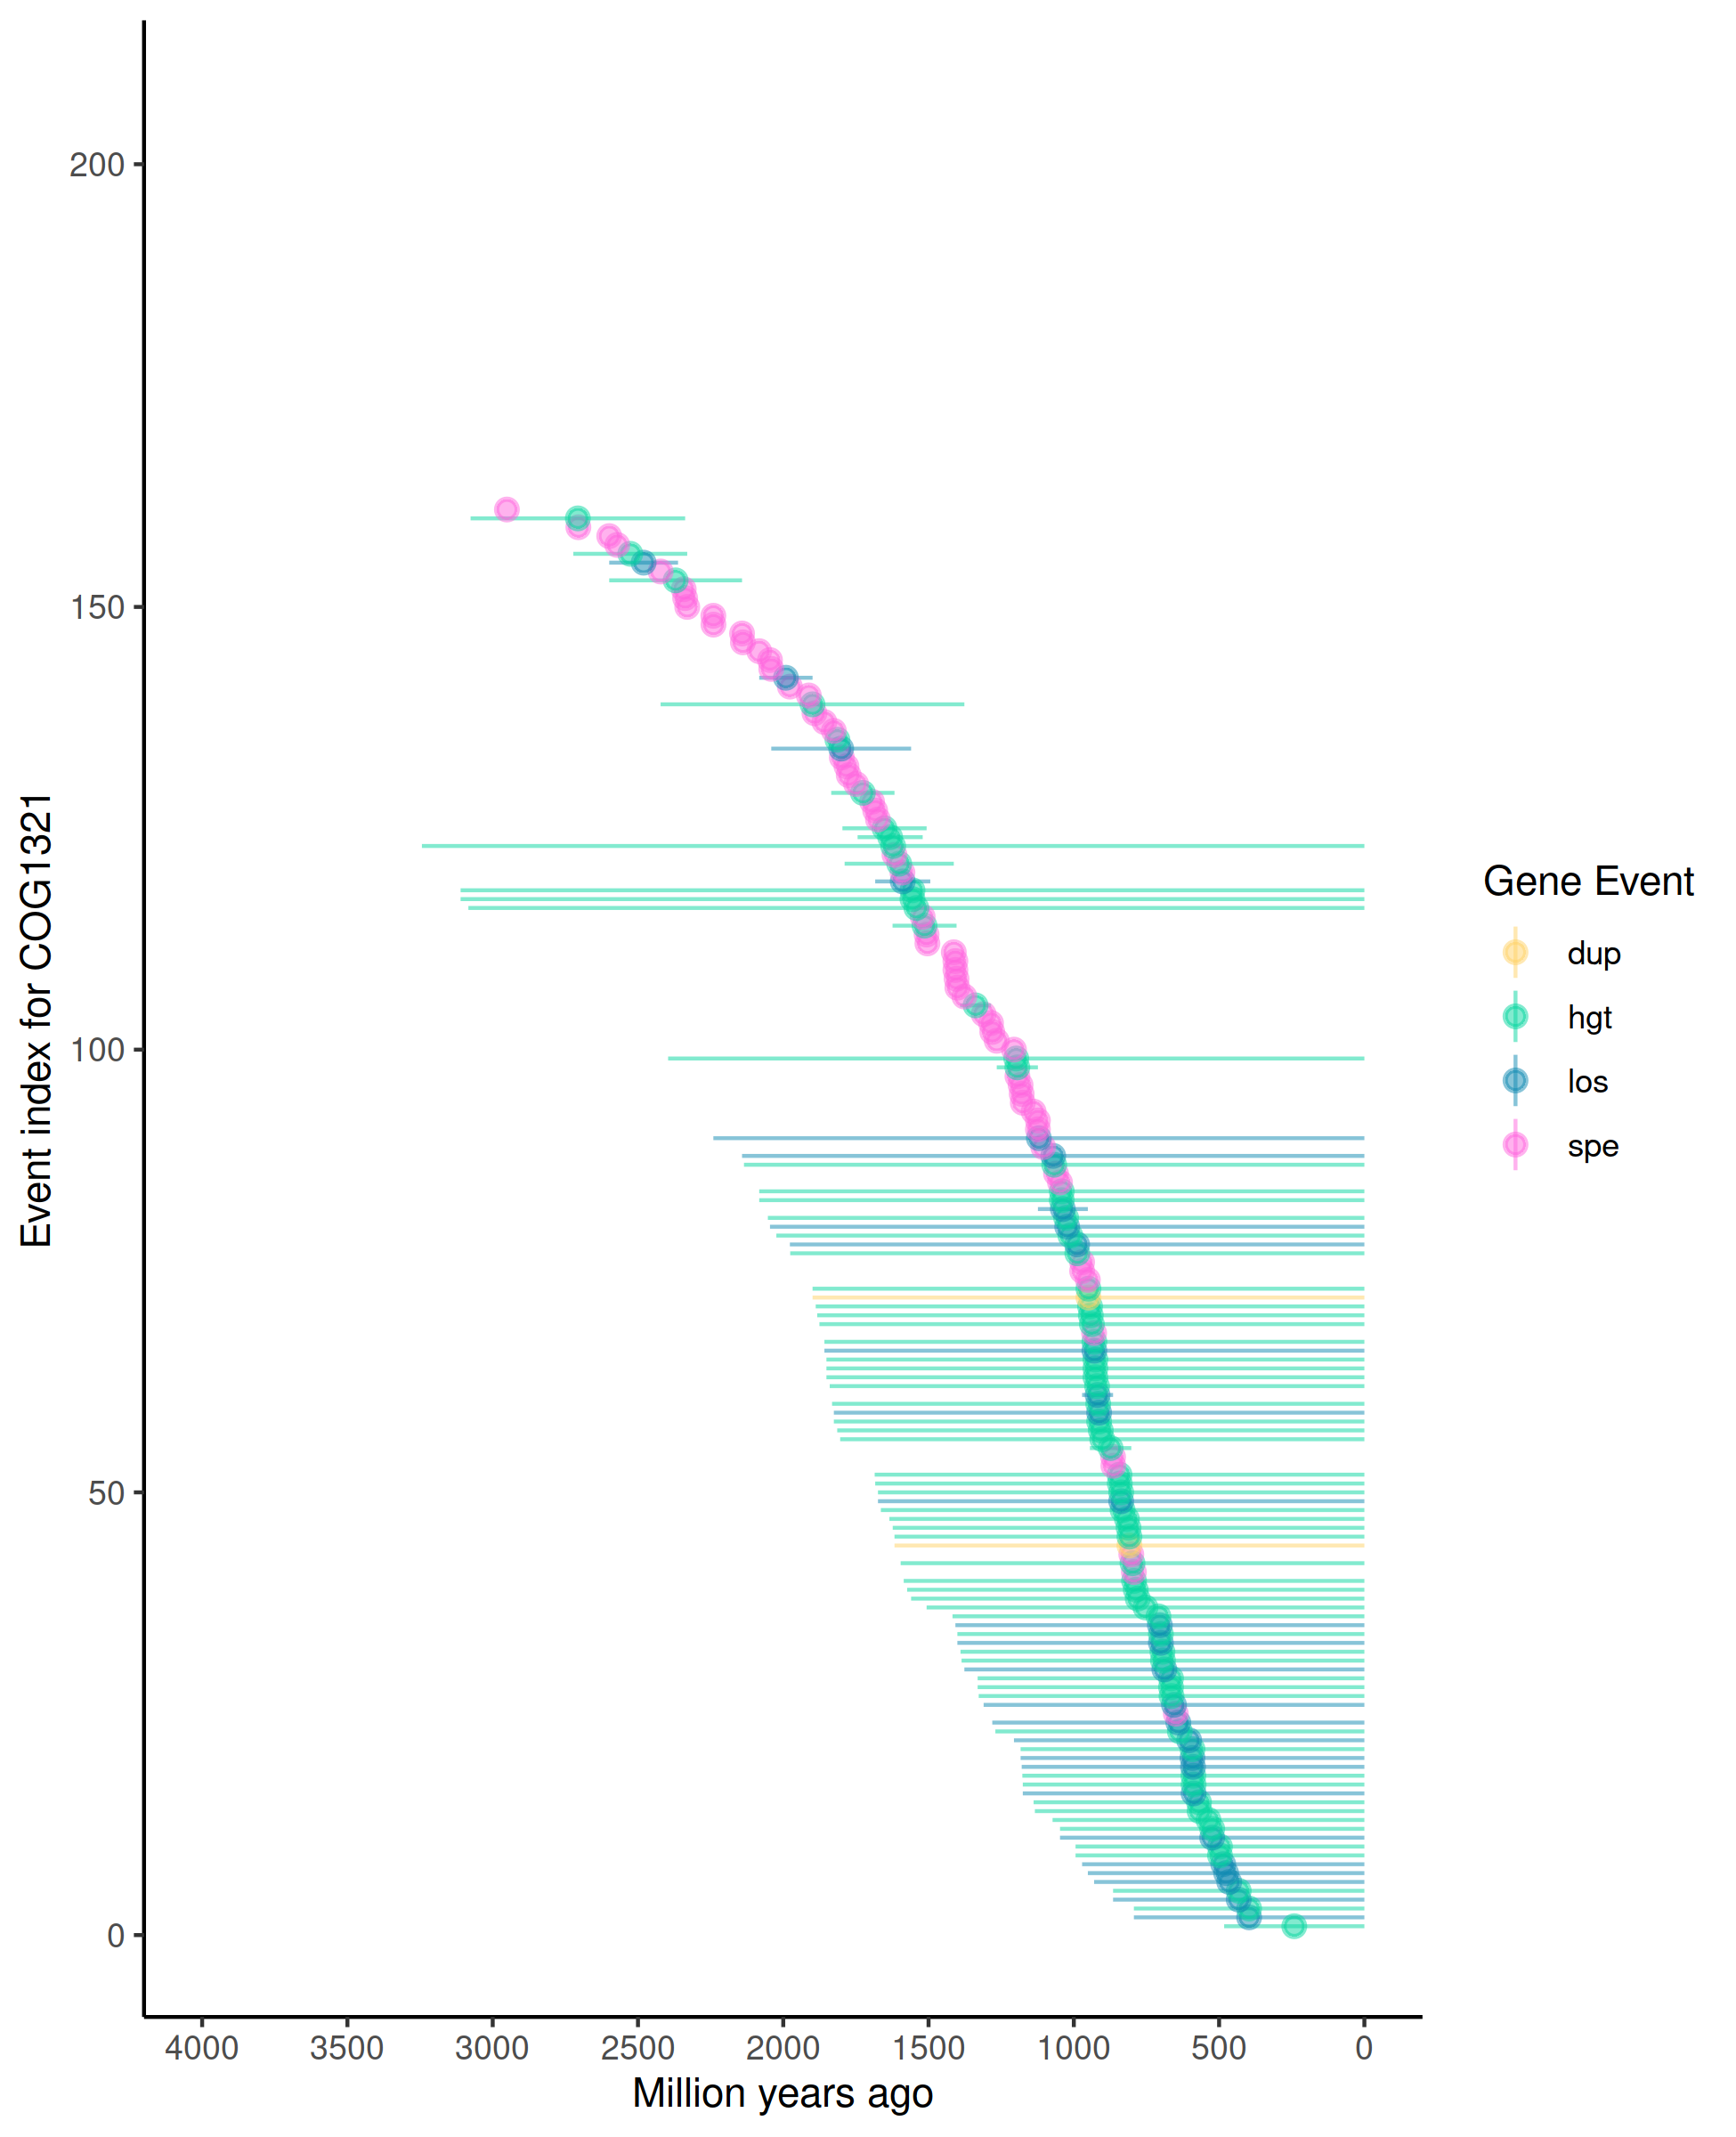 Event index for COG1321
200
150
100
50
0
4000 3500 3000 2500 2000 1500 1000 500 0
Million years ago
Gene Event
dup
hgt
los
spe